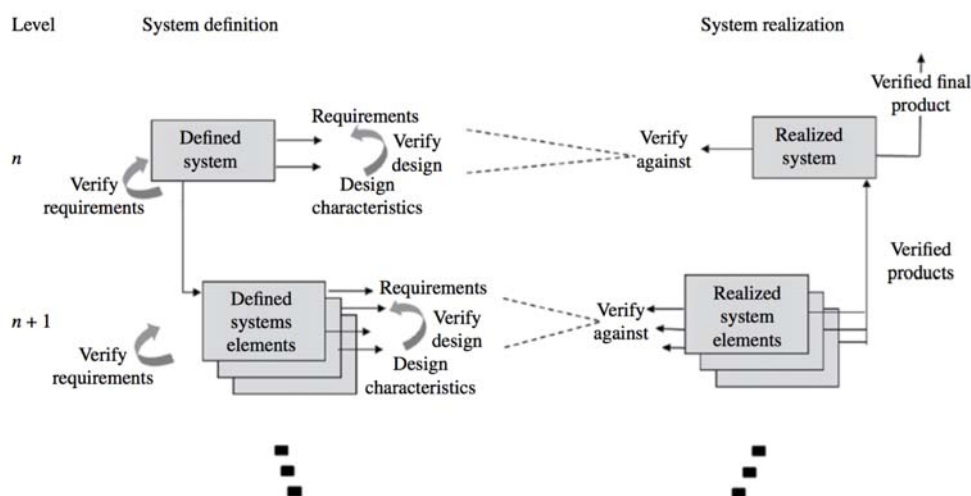 Level
System definition
System realization
Verified final
product
Requirements
Defined
system
Verify
design
Verify
against
Realized
system
n
Verify
requirements
Design
characteristics
Verified
products
Requirements
Defined
systems
elements
Realized
system
elements
n + 1
Verify
design
Verify
against
Verify
requirements
Design
characteristics